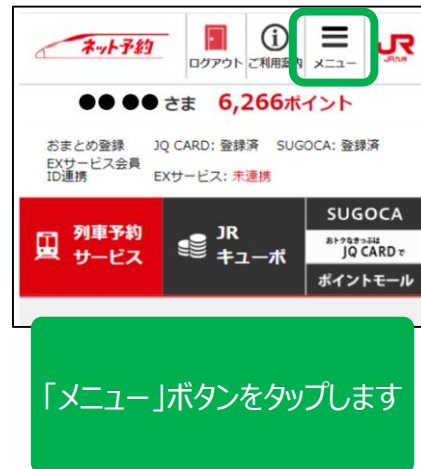 ネット予約
ログアウト ご利用案内 メニュー JR JR九州
●●●● さま 6,266ポイント
おまとめ登録 JQ CARD: 登録済 SUGOCA: 登録済
EXサービス会員
ID連携 EXサービス: 未連携
列車予約
サービス
JR
キューポ
SUGOCA
おトクなきっぷは
JQ CARDで
ポイントモール
「メニュー」ボタンをタップします